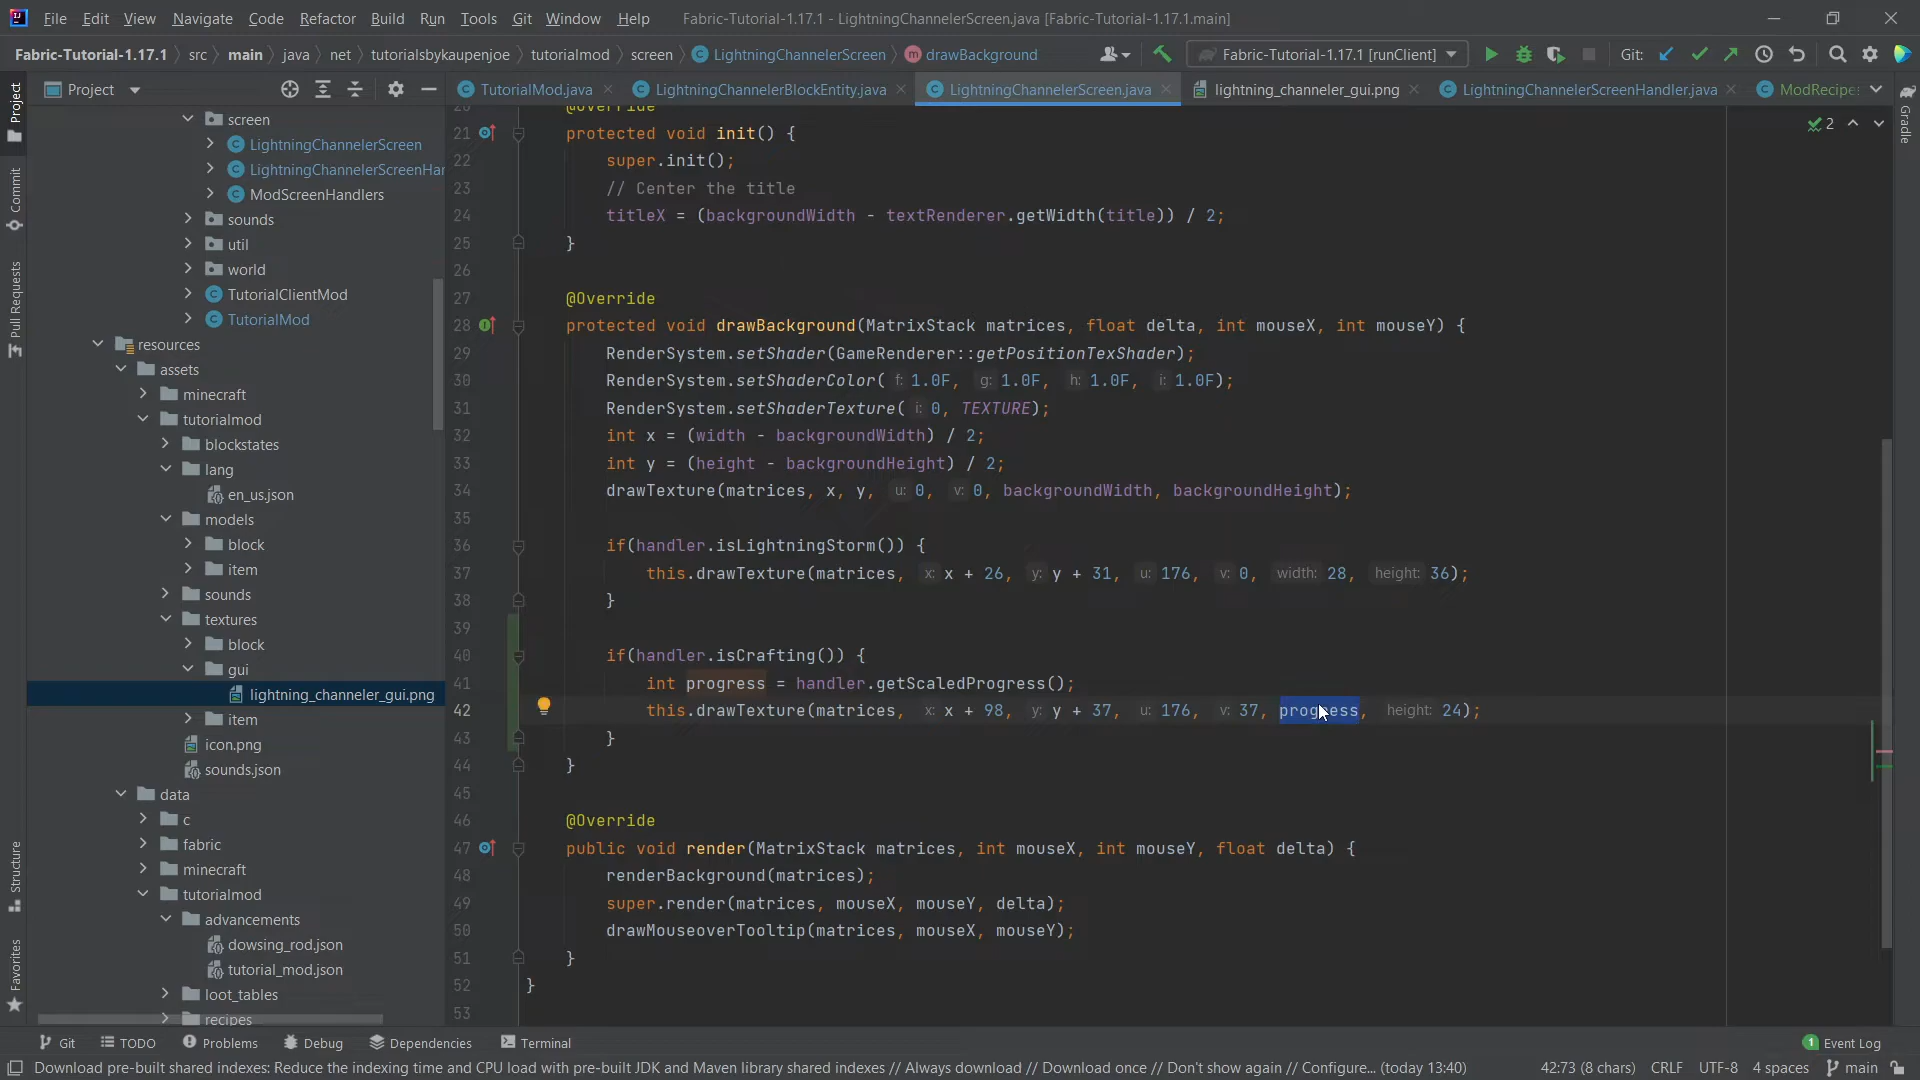 File Edit View Navigate Code Refactor Build Run Tools Git Window Help Fabric-Tutorial-1.17.1 - LightningChannelerScreen.java [Fabric-Tutorial-1.17.1.main]
Fabric-Tutorial-1.17.1 src main java net tutorialsbykaupenjoe tutorialmod screen LightningChannelerScreen drawBackground Fabric-Tutorial-1.17.1 [runClient] Git:
Project
TutorialMod.java LightningChannelerBlockEntity.java LightningChannelerScreen.java lightning_channeler_gui.png LightningChannelerScreenHandler.java ModRecipe
Project
Commit
Pull Requests
Structure
Favorites
Gradle
screen
LightningChannelerScreen
LightningChannelerScreenHar
ModScreenHandlers
sounds
util
world
TutorialClientMod
TutorialMod
resources
assets
minecraft
tutorialmod
blockstates
lang
en_us.json
models
block
item
sounds
textures
block
gui
lightning_channeler_gui.png
item
icon.png
sounds.json
data
c
fabric
minecraft
tutorialmod
advancements
dowsing_rod.json
tutorial_mod.json
loot_tables
recipes
2
20 @Override
21 protected void init() {
22 super.init();
23 // Center the title
24 titleX = (backgroundWidth - textRenderer.getWidth(title)) / 2;
25 }
26
27 @Override
28 protected void drawBackground(MatrixStack matrices, float delta, int mouseX, int mouseY) {
29 RenderSystem.setShader(GameRenderer::getPositionTexShader);
30 RenderSystem.setShaderColor( f: 1.0F, g: 1.0F, h: 1.0F, i: 1.0F);
31 RenderSystem.setShaderTexture( i: 0, TEXTURE);
32 int x = (width - backgroundWidth) / 2;
33 int y = (height - backgroundHeight) / 2;
34 drawTexture(matrices, x, y, u: 0, v: 0, backgroundWidth, backgroundHeight);
35
36 if(handler.isLightningStorm()) {
37 this.drawTexture(matrices, x: x + 26, y: y + 31, u: 176, v: 0, width: 28, height: 36);
38 }
39
40 if(handler.isCrafting()) {
41 int progress = handler.getScaledProgress();
42 this.drawTexture(matrices, x: x + 98, y: y + 37, u: 176, v: 37, progress, height: 24);
43 }
44 }
45
46 @Override
47 public void render(MatrixStack matrices, int mouseX, int mouseY, float delta) {
48 renderBackground(matrices);
49 super.render(matrices, mouseX, mouseY, delta);
50 drawMouseoverTooltip(matrices, mouseX, mouseY);
51 }
52 }
53
Git TODO Problems Debug Dependencies Terminal 1 Event Log
Download pre-built shared indexes: Reduce the indexing time and CPU load with pre-built JDK and Maven library shared indexes // Always download // Download once // Don't show again // Configure... (today 13:40) 42:73 (8 chars) CRLF UTF-8 4 spaces main